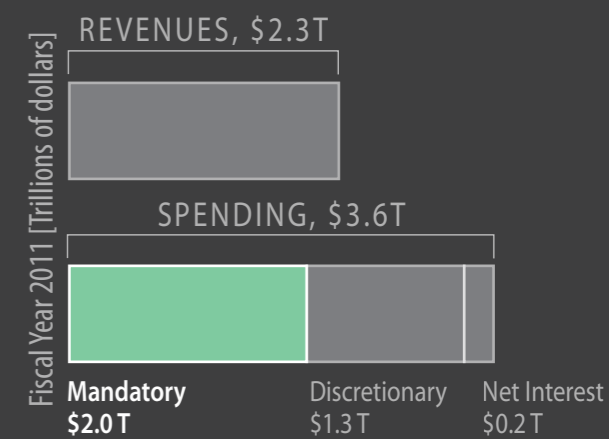 REVENUES, $2.3T
Fiscal Year 2011 [Trillions of dollars]
SPENDING, $3.6T
Mandatory
$2.0 T
Discretionary
$1.3 T
Net Interest
$0.2 T